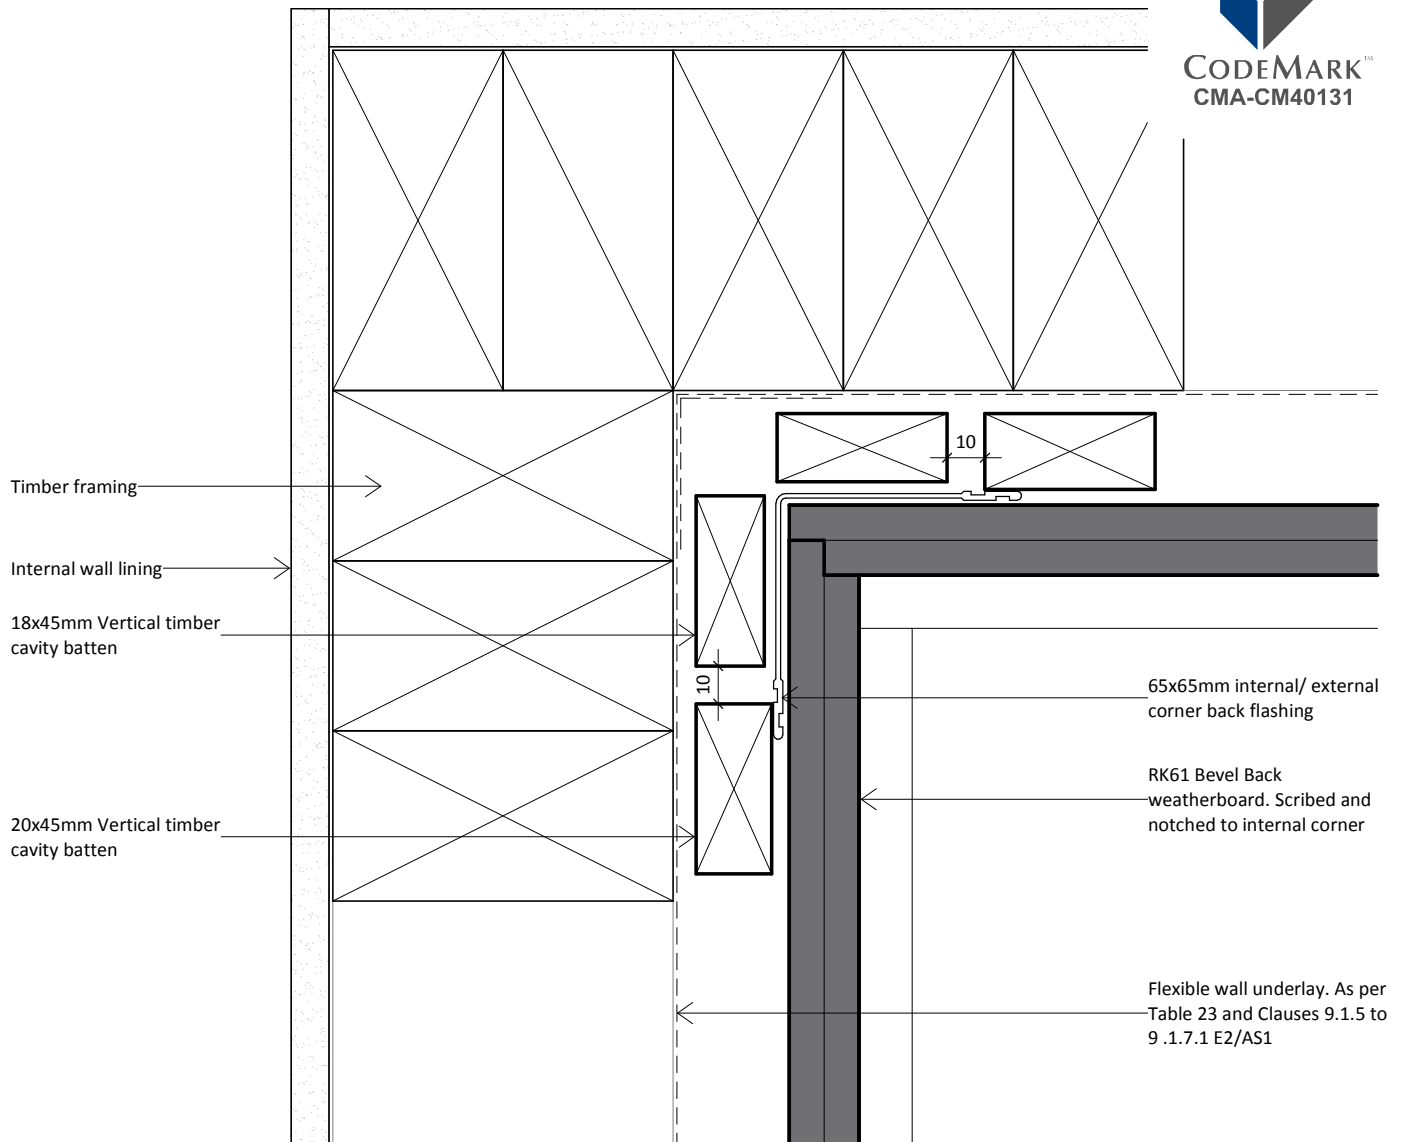 CODEMARK™
CMA-CM40131
10
Timber framing
Internal wall lining
18x45mm Vertical timber
cavity batten
10
65x65mm internal/ external
corner back flashing
RK61 Bevel Back
weatherboard. Scribed and
notched to internal corner
20x45mm Vertical timber
cavity batten
Flexible wall underlay. As per
Table 23 and Clauses 9.1.5 to
9 .1.7.1 E2/AS1